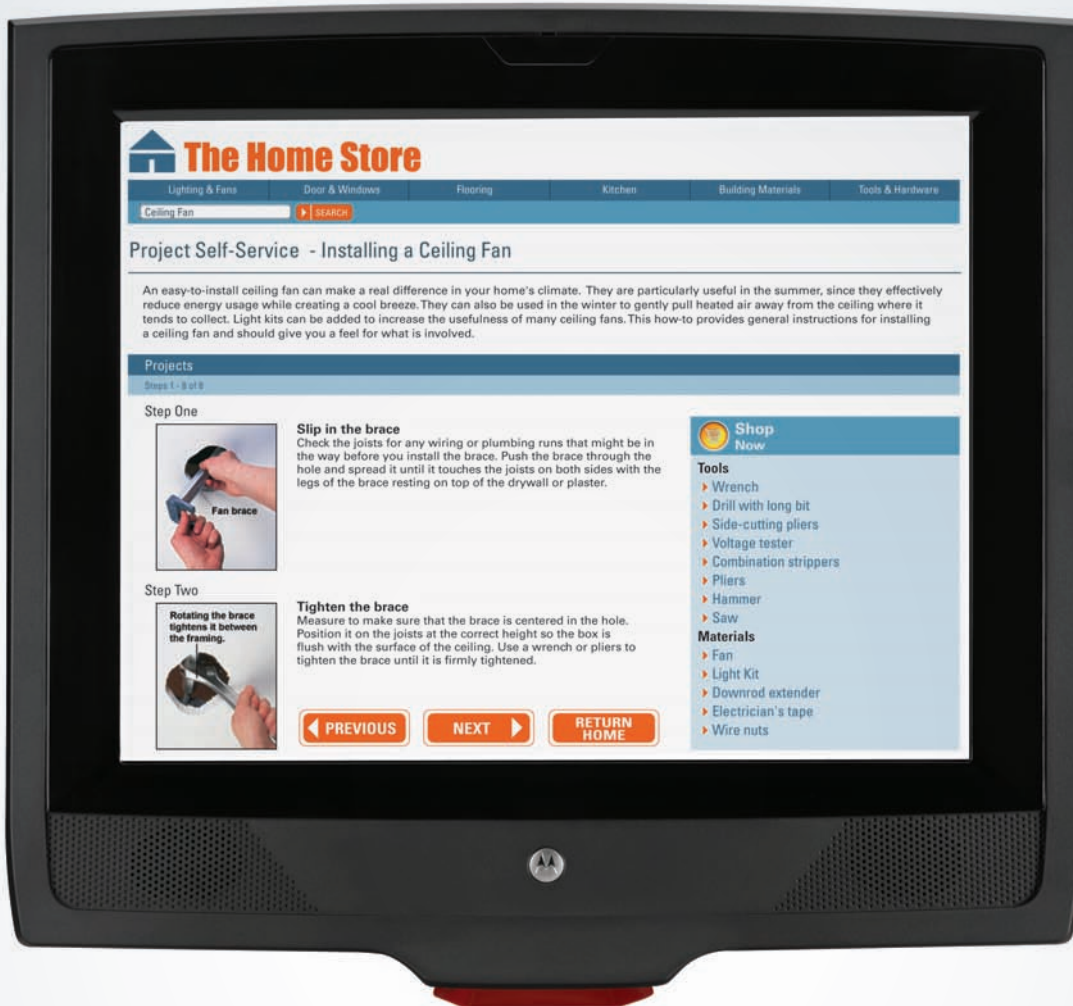 The Home Store
Lighting & Fans Door & Windows Flooring Kitchen Building Materials Tools & Hardware
Ceiling Fan SEARCH
Project Self-Service - Installing a Ceiling Fan
An easy-to-install ceiling fan can make a real difference in your home's climate. They are particularly useful in the summer, since they effectively
reduce energy usage while creating a cool breeze. They can also be used in the winter to gently pull heated air away from the ceiling where it
tends to collect. Light kits can be added to increase the usefulness of many ceiling fans. This how-to provides general instructions for installing
a ceiling fan and should give you a feel for what is involved.
Projects
Steps 1 - 9 of 9
Step One
Fan brace
Slip in the brace
Check the joists for any wiring or plumbing runs that might be in
the way before you install the brace. Push the brace through the
hole and spread it until it touches the joists on both sides with the
legs of the brace resting on top of the drywall or plaster.
Step Two
Rotating the brace
tightens it between
the framing.
Tighten the brace
Measure to make sure that the brace is centered in the hole.
Position it on the joists at the correct height so the box is
flush with the surface of the ceiling. Use a wrench or pliers to
tighten the brace until it is firmly tightened.
PREVIOUS
NEXT
RETURN
HOME
Shop
Now
Tools
Wrench
Drill with long bit
Side-cutting pliers
Voltage tester
Combination strippers
Pliers
Hammer
Saw
Materials
Fan
Light Kit
Downrod extender
Electrician's tape
Wire nuts